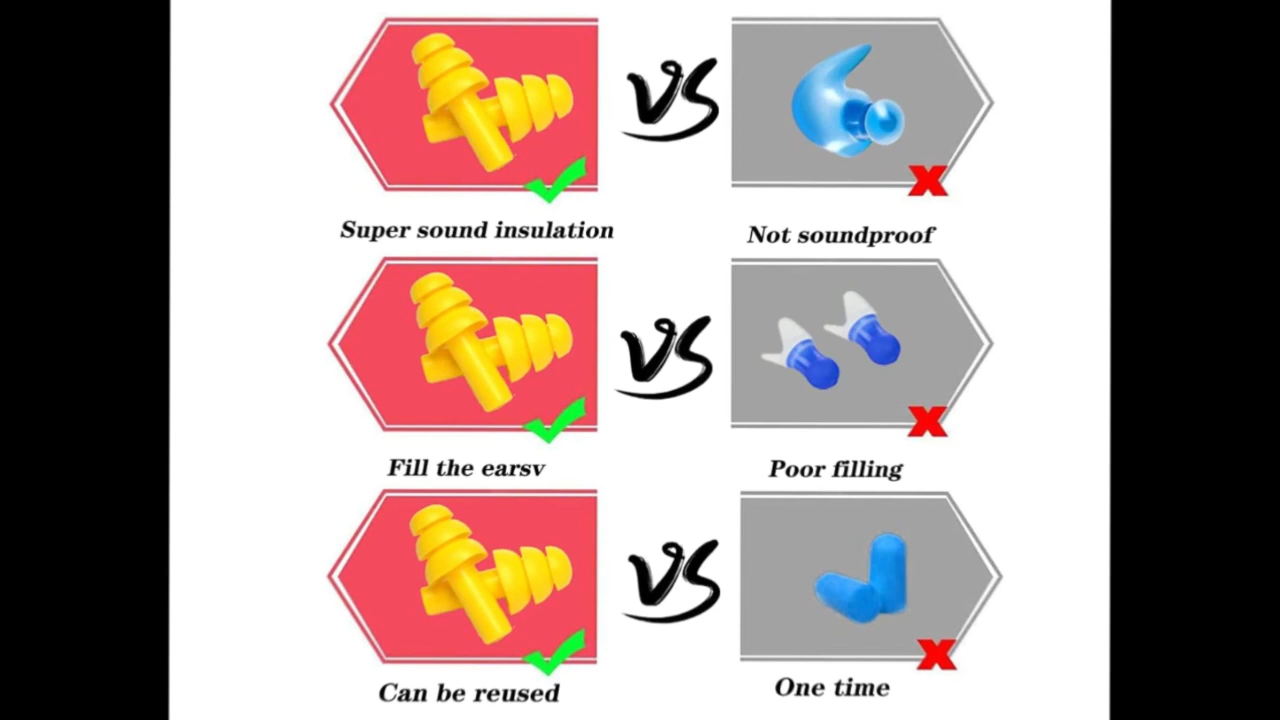 VS
Super sound insulation
Not soundproof
VS
Fill the earsv
Poor filling
VS
Can be reused
One time